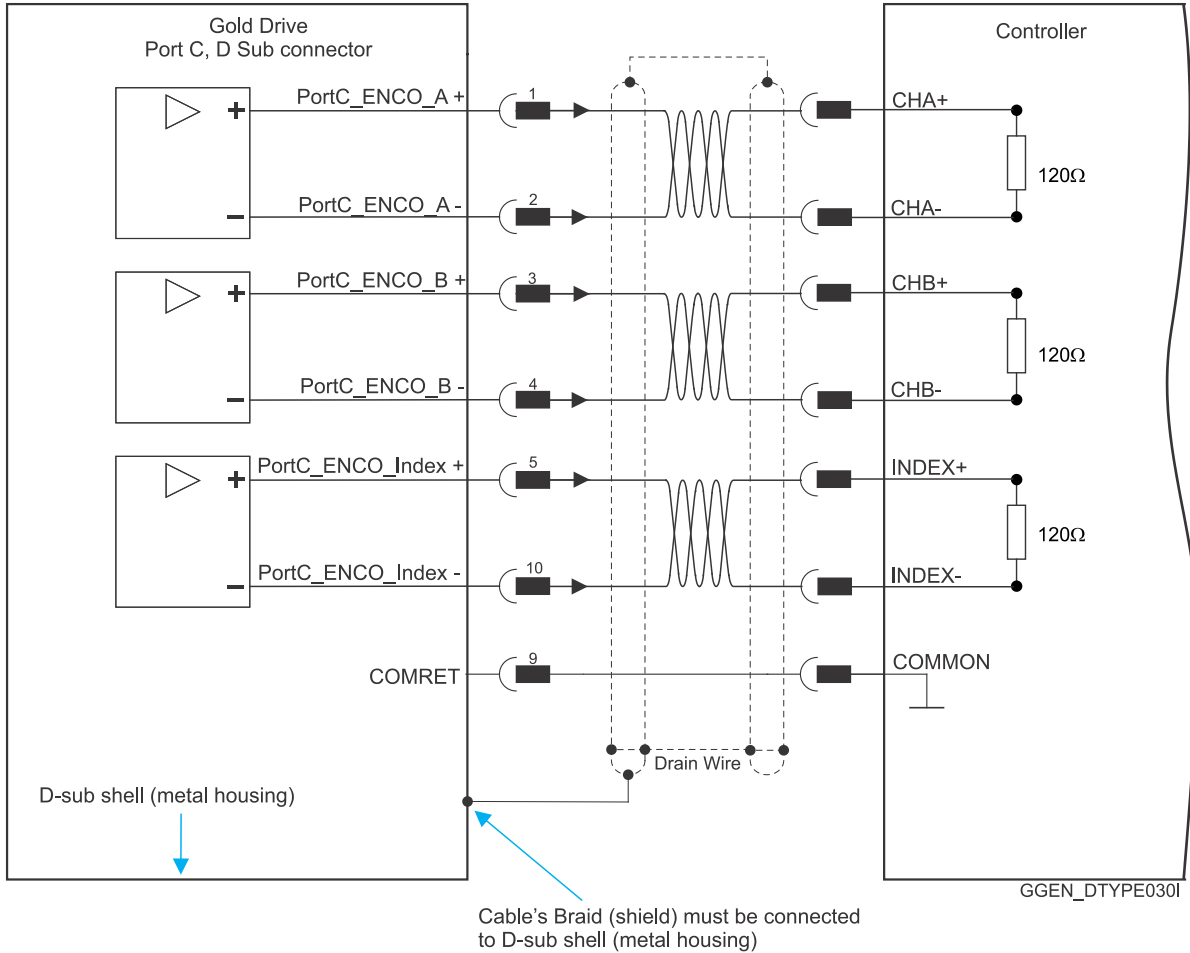 Gold Drive
Port C, D Sub connector
Controller
PortC_ENCO_A +
1
CHA+
+
120Ω
PortC_ENCO_A -
2
CHA-
−
PortC_ENCO_B +
3
CHB+
+
120Ω
PortC_ENCO_B -
4
CHB-
−
PortC_ENCO_Index +
5
INDEX+
+
120Ω
PortC_ENCO_Index -
10
INDEX-
−
COMRET
9
COMMON
Drain Wire
D-sub shell (metal housing)
GGEN_DTYPE030I
Cable's Braid (shield) must be connected
to D-sub shell (metal housing)